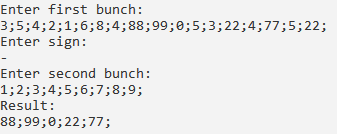 Enter first bunch:
3;5;4;2;1;6;8;4;88;99;0;5;3;22;4;77;5;22;
Enter sign:
-
Enter second bunch:
1;2;3;4;5;6;7;8;9;
Result:
88;99;0;22;77;